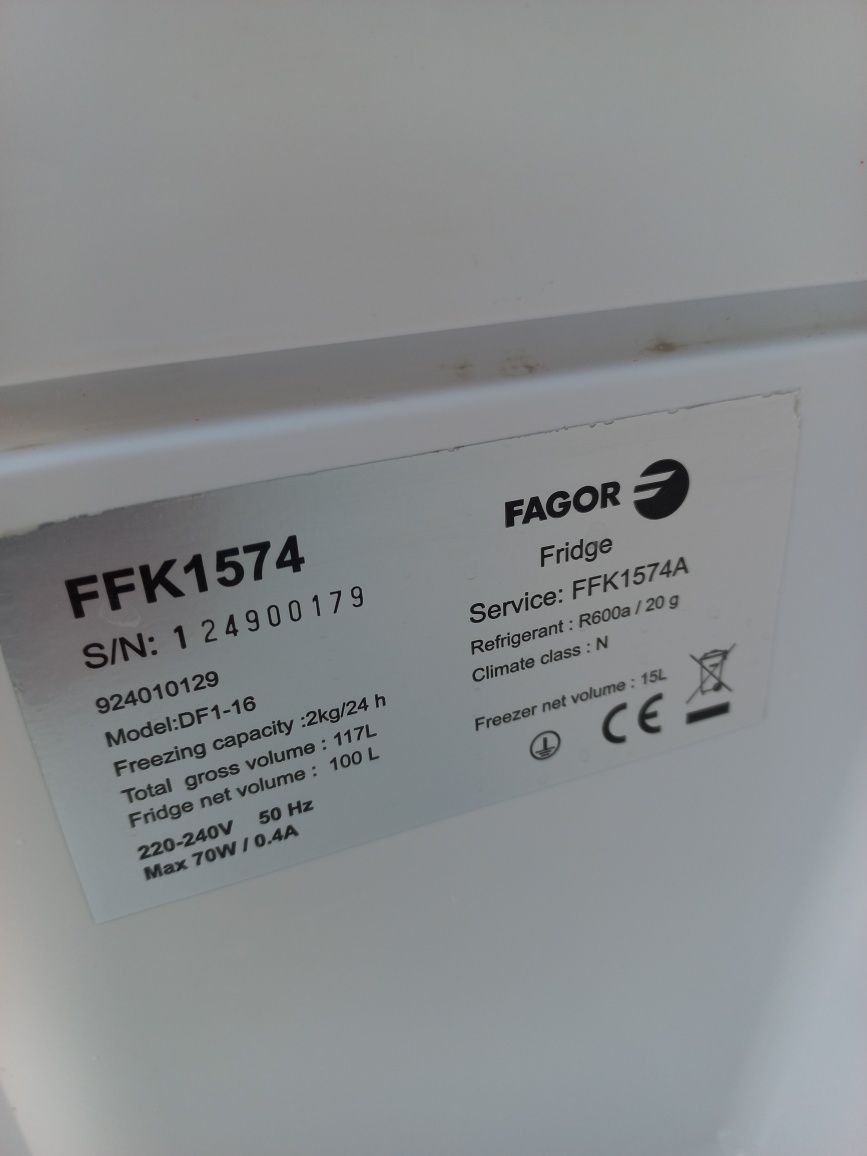 FFK1574
S/N: 124900179
924010129
Model:DF1-16
Freezing capacity :2kg/24 h
Total gross volume : 117L
Fridge net volume : 100 L
220-240V 50 Hz
Max 70W / 0.4A
FAGOR
Fridge
Service: FFK1574A
Refrigerant : R600a / 20 g
Climate class : N
Freezer net volume : 15L
CE